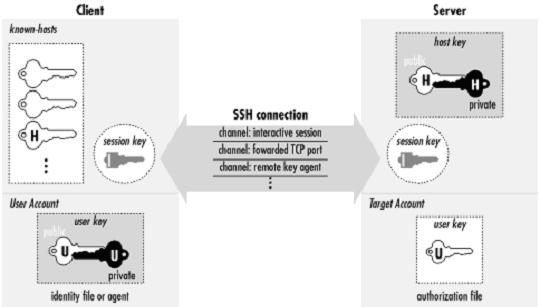 Client
Server
known-hosts
H
session key
SSH connection
channel: interactive session
channel: fowarded TCP port
channel: remote key agent
host key
public
H
H
private
session key
User Account
user key
public
U
U
private
identity file or agent
Target Account
user key
U
authorization file